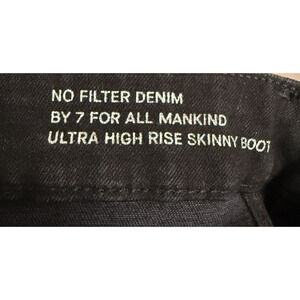 NO FILTER DENIM
BY 7 FOR ALL MANKIND
ULTRA HIGH RISE SKINNY BOOT